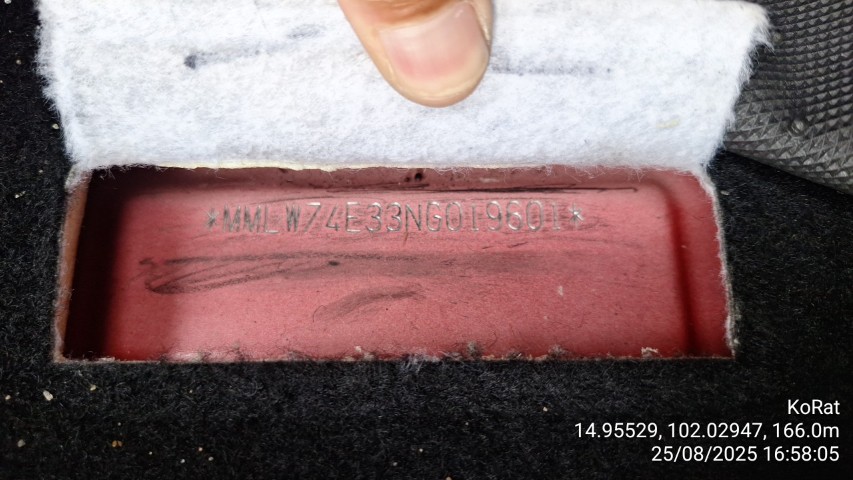 *MMLW74E33NG019601*
KoRat
14.95529, 102.02947, 166.0m
25/08/2025 16:58:05